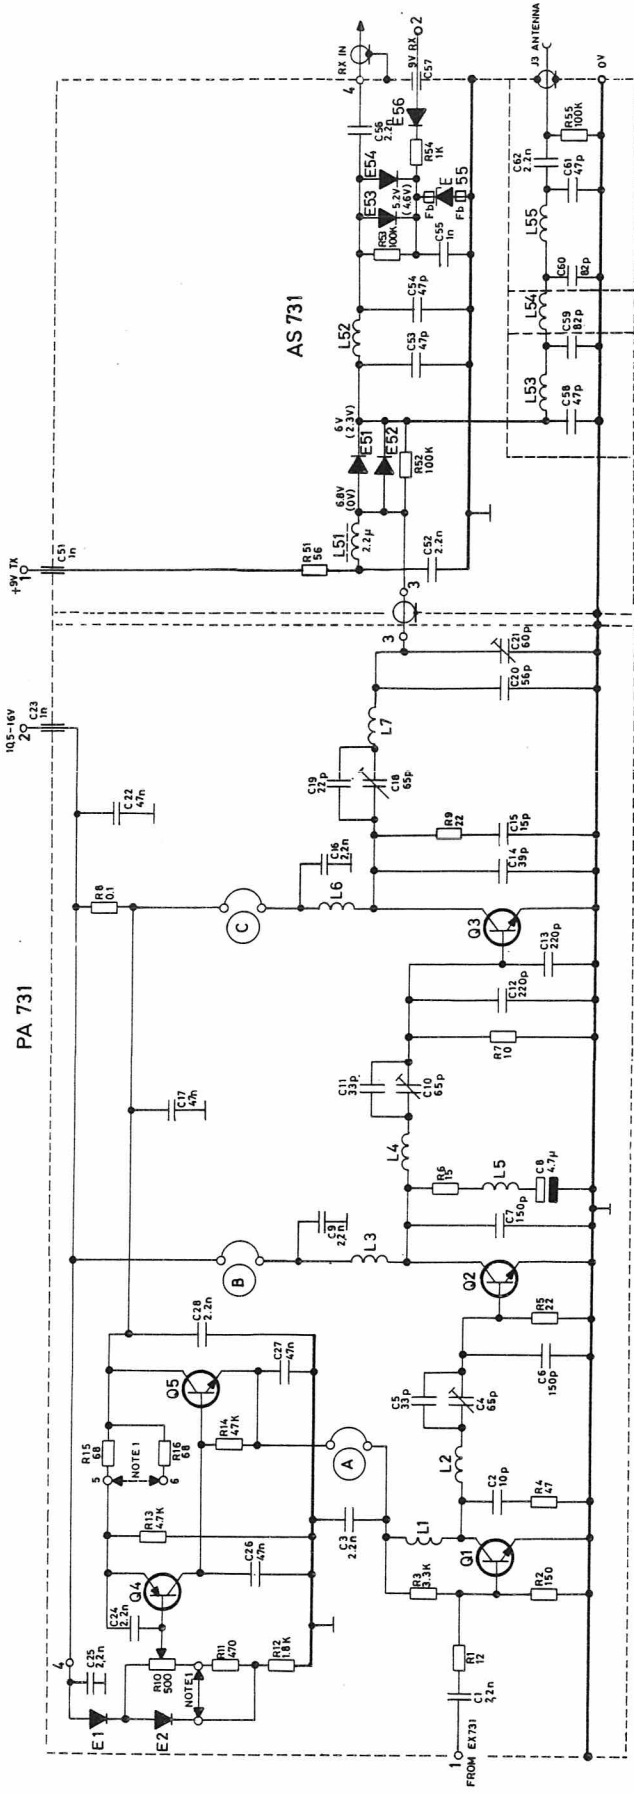 PA 731
AS 731
1
FROM EX731
C1
2,2n
R1
12
R2
150
R3
3.3K
Q1
L1
C3
2.2n
C2
10p
R4
47
L2
C5
33p
C4
65p
C6
150p
R5
22
Q2
A
4
C25
2,2n
E1
E2
R10
500
NOTE1
R11
470
R12
1.8K
C24
2.2n
Q4
R13
4.7K
C26
47n
R15
68
5
NOTE 1
6
R16
68
R14
47K
Q5
C27
47n
C28
2.2n
B
C9
2,2n
L3
C7
150p
R6
15
L5
C8
4.7µ
L4
C11
33p
C10
65p
R7
10
C12
220p
C13
220p
Q3
C17
47n
C
R8
0.1
C22
47n
C16
2,2n
L6
C14
39p
R9
22
C15
15p
C19
22p
C18
65p
L7
C20
56p
C21
60p
10,5-16V
2
C23
1n
3
3
+9V TX
1
C51
1n
R51
56
L51
2.2µ
C52
2.2n
6.8V
(0V)
E51
E52
R52
100K
6V
(2.3V)
C53
47p
L52
C54
47p
R53
100K
E53
E54
5.2V
(4.6V)
C55
1n
Fb
E55
Fb
R54
1K
E56
C56
2.2n
4
RX IN
9V RX
2
C57
C58
47p
L53
C59
82p
L54
C60
82p
L55
C61
47p
C62
2.2n
R55
100K
J3 ANTENNA
0V